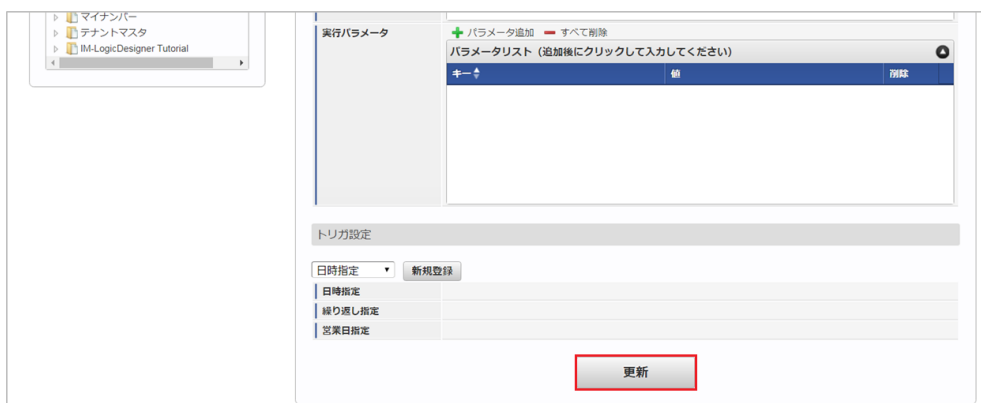 マイナンバー
テナントマスタ
IM-LogicDesigner Tutorial
実行パラメータ
パラメータ追加 すべて削除
パラメータリスト（追加後にクリックして入力してください）
キー 値 削除
トリガ設定
日時指定 新規登録
日時指定
繰り返し指定
営業日指定
更新